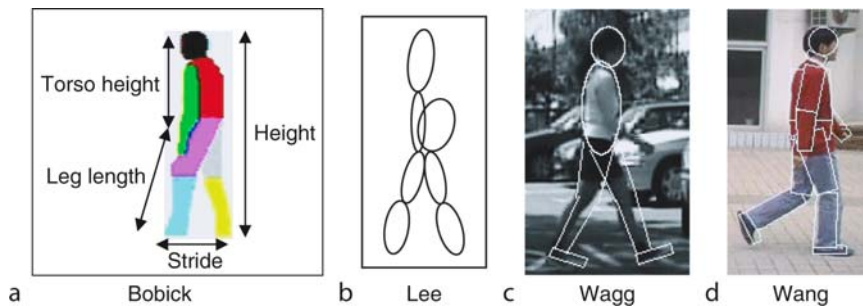 Torso height
Height
Leg length
Stride
a Bobick b Lee c Wagg d Wang